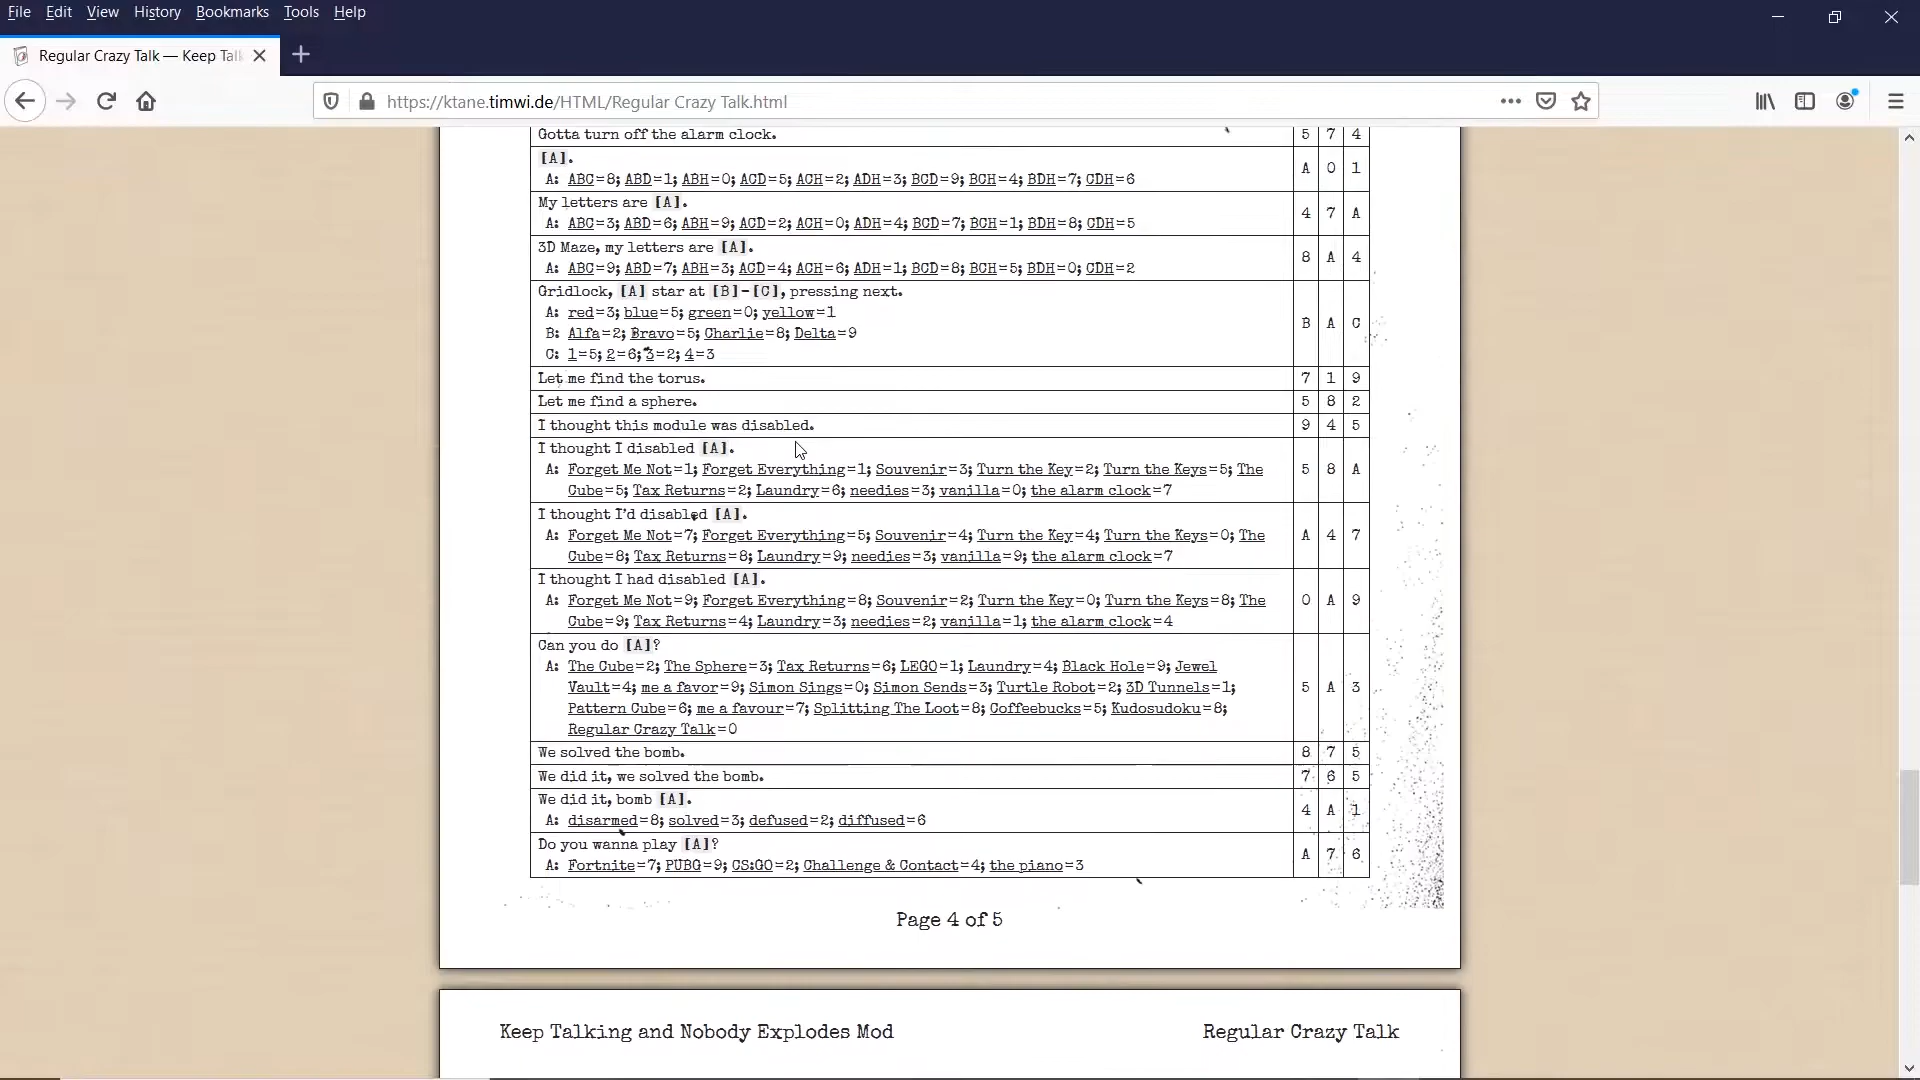 File Edit View History Bookmarks Tools Help
Regular Crazy Talk — Keep Talk
https://ktane.timwi.de/HTML/Regular Crazy Talk.html
Gotta turn off the alarm clock. 5 7 4
[A]. A 0 1
A: ABC=8; ABD=1; ABH=0; ACD=5; ACH=2; ADH=3; BCD=9; BCH=4; BDH=7; CDH=6
My letters are [A]. 4 7 A
A: ABC=3; ABD=6; ABH=9; ACD=2; ACH=0; ADH=4; BCD=7; BCH=1; BDH=8; CDH=5
3D Maze, my letters are [A]. 8 A 4
A: ABC=9; ABD=7; ABH=3; ACD=4; ACH=6; ADH=1; BCD=8; BCH=5; BDH=0; CDH=2
Gridlock, [A] star at [B]-[C], pressing next. B A C
A: red=3; blue=5; green=0; yellow=1
B: Alfa=2; Bravo=5; Charlie=8; Delta=9
C: 1=5; 2=6; 3=2; 4=3
Let me find the torus. 7 1 9
Let me find a sphere. 5 8 2
I thought this module was disabled. 9 4 5
I thought I disabled [A]. 5 8 A
A: Forget Me Not=1; Forget Everything=1; Souvenir=3; Turn the Key=2; Turn the Keys=5; The
Cube=5; Tax Returns=2; Laundry=6; needies=3; vanilla=0; the alarm clock=7
I thought I'd disabled [A]. A 4 7
A: Forget Me Not=7; Forget Everything=5; Souvenir=4; Turn the Key=4; Turn the Keys=0; The
Cube=8; Tax Returns=8; Laundry=9; needies=3; vanilla=9; the alarm clock=7
I thought I had disabled [A]. 0 A 9
A: Forget Me Not=9; Forget Everything=8; Souvenir=2; Turn the Key=0; Turn the Keys=8; The
Cube=9; Tax Returns=4; Laundry=3; needies=2; vanilla=1; the alarm clock=4
Can you do [A]? 5 A 3
A: The Cube=2; The Sphere=3; Tax Returns=6; LEGO=1; Laundry=4; Black Hole=9; Jewel
Vault=4; me a favor=9; Simon Sings=0; Simon Sends=3; Turtle Robot=2; 3D Tunnels=1;
Pattern Cube=6; me a favour=7; Splitting The Loot=8; Coffeebucks=5; Kudosudoku=8;
Regular Crazy Talk=0
We solved the bomb. 8 7 5
We did it, we solved the bomb. 7 6 5
We did it, bomb [A]. 4 A 1
A: disarmed=8; solved=3; defused=2; diffused=6
Do you wanna play [A]? A 7 6
A: Fortnite=7; PUBG=9; CS:GO=2; Challenge & Contact=4; the piano=3
Page 4 of 5
Keep Talking and Nobody Explodes Mod Regular Crazy Talk